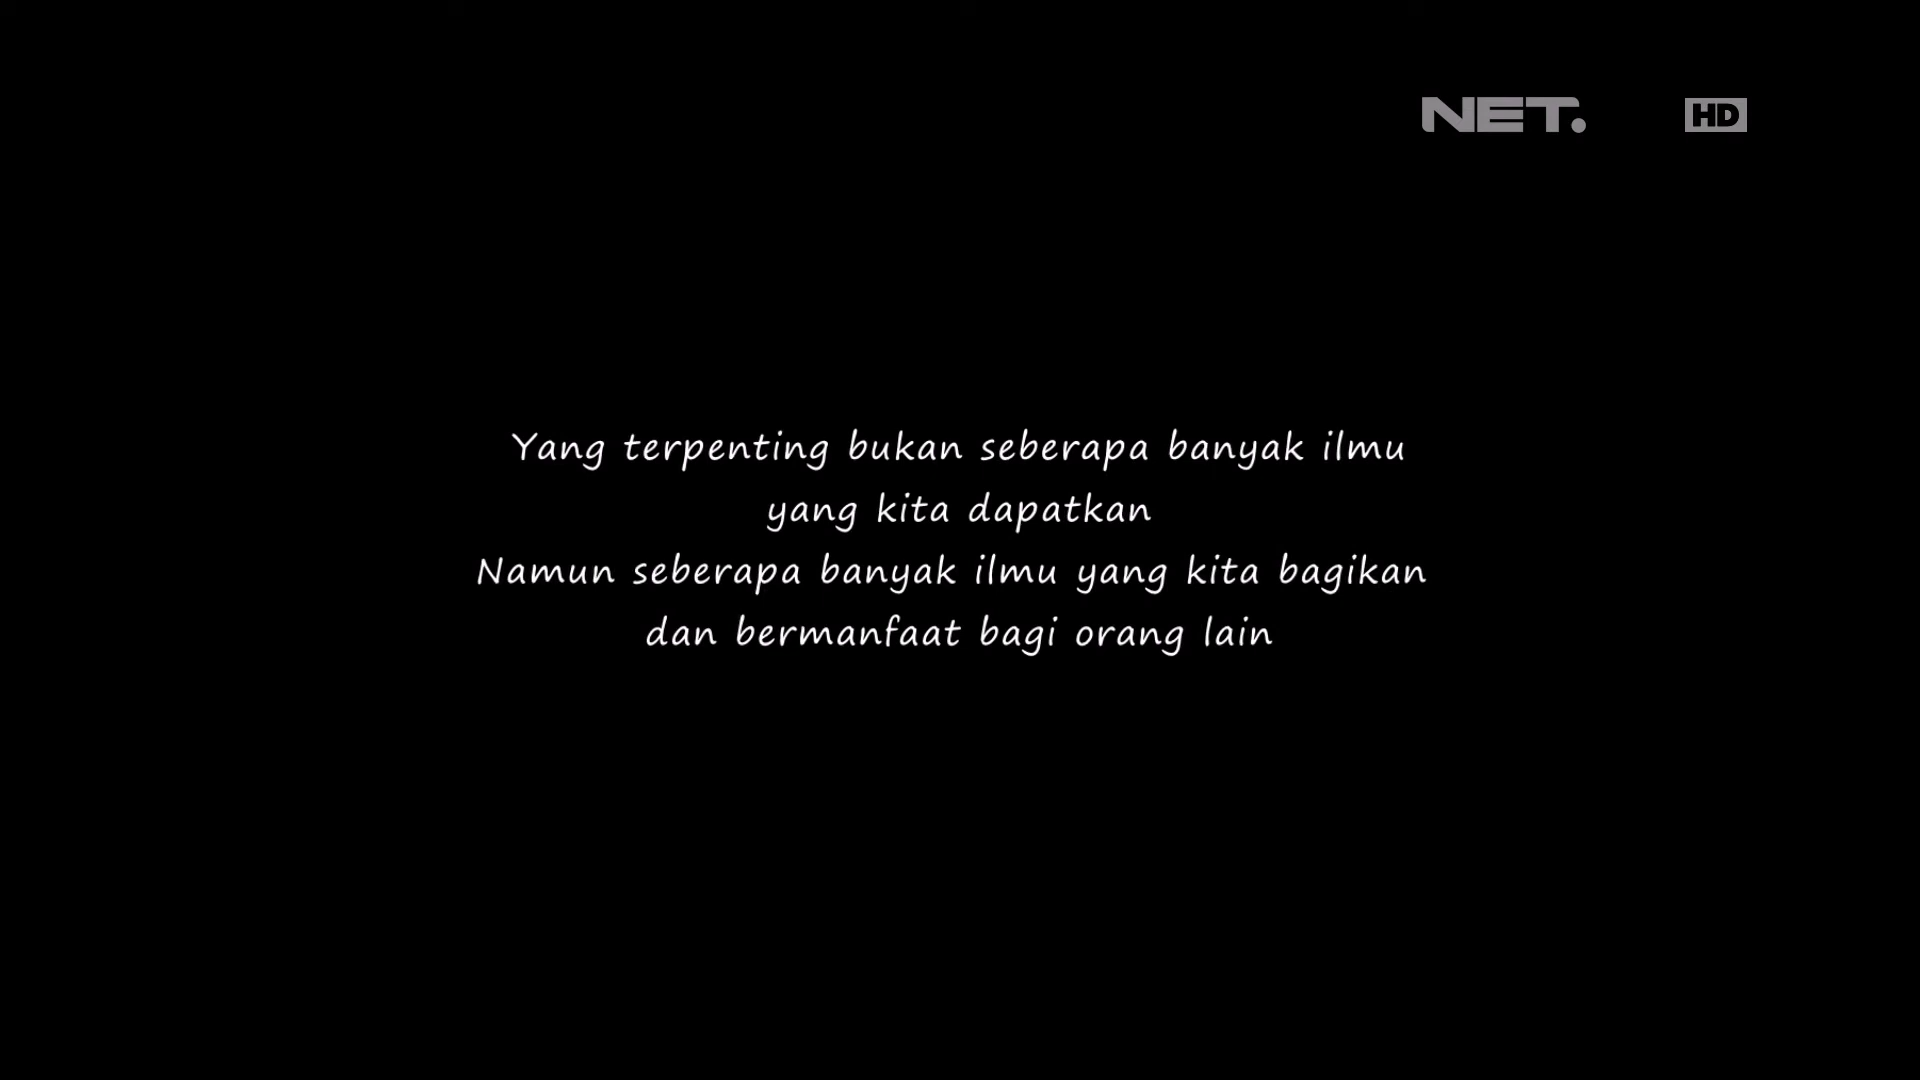 NET. HD
Yang terpenting bukan seberapa banyak ilmu
yang kita dapatkan
Namun seberapa banyak ilmu yang kita bagikan
dan bermanfaat bagi orang lain